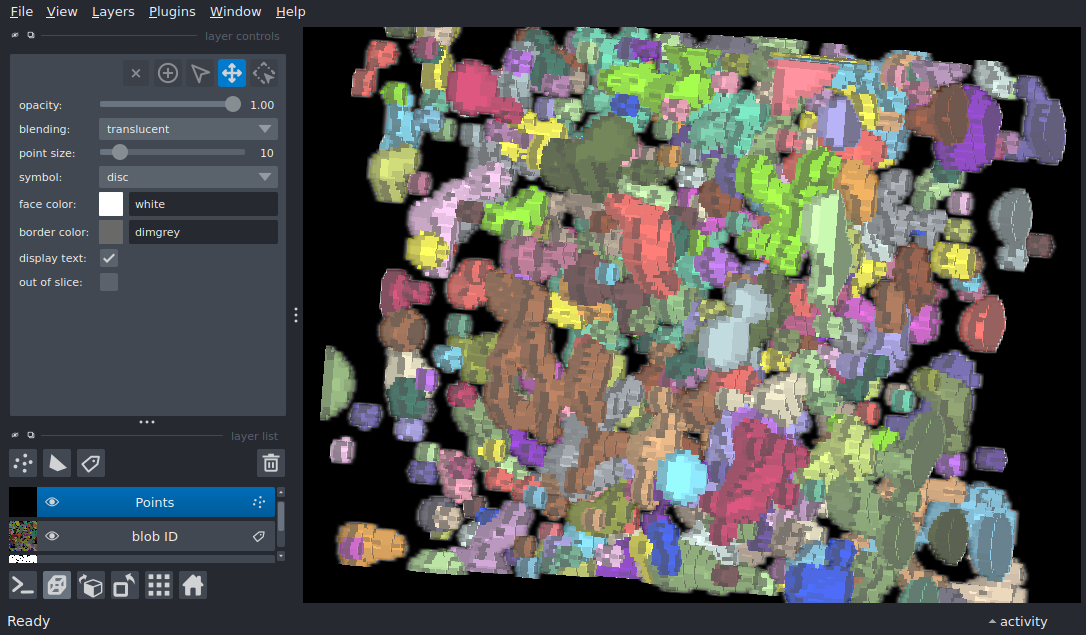 File View Layers Plugins Window Help
layer controls
opacity: 1.00
blending: translucent
point size: 10
symbol: disc
face color: white
border color: dimgrey
display text:
out of slice:
layer list
Points
blob ID
Ready
activity